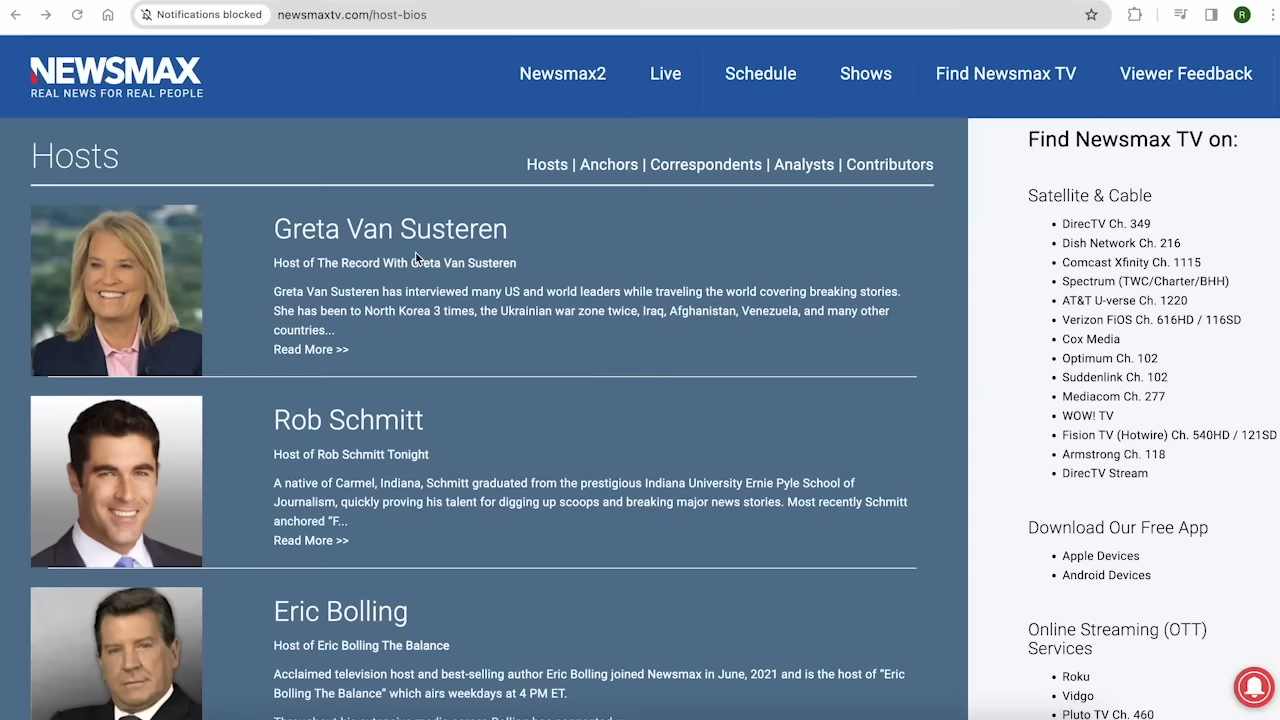 Notifications blocked newsmaxtv.com/host-bios
R
NEWSMAX
REAL NEWS FOR REAL PEOPLE
Newsmax2 Live Schedule Shows Find Newsmax TV Viewer Feedback
Hosts
Hosts | Anchors | Correspondents | Analysts | Contributors
Greta Van Susteren
Host of The Record With Greta Van Susteren
Greta Van Susteren has interviewed many US and world leaders while traveling the world covering breaking stories.
She has been to North Korea 3 times, the Ukrainian war zone twice, Iraq, Afghanistan, Venezuela, and many other
countries...
Read More >>
Rob Schmitt
Host of Rob Schmitt Tonight
A native of Carmel, Indiana, Schmitt graduated from the prestigious Indiana University Ernie Pyle School of
Journalism, quickly proving his talent for digging up scoops and breaking major news stories. Most recently Schmitt
anchored “F...
Read More >>
Eric Bolling
Host of Eric Bolling The Balance
Acclaimed television host and best-selling author Eric Bolling joined Newsmax in June, 2021 and is the host of “Eric
Bolling The Balance” which airs weekdays at 4 PM ET.
Find Newsmax TV on:
Satellite & Cable
• DirecTV Ch. 349
• Dish Network Ch. 216
• Comcast Xfinity Ch. 1115
• Spectrum (TWC/Charter/BHH)
• AT&T U-verse Ch. 1220
• Verizon FiOS Ch. 616HD / 116SD
• Cox Media
• Optimum Ch. 102
• Suddenlink Ch. 102
• Mediacom Ch. 277
• WOW! TV
• Fision TV (Hotwire) Ch. 540HD / 121SD
• Armstrong Ch. 118
• DirecTV Stream
Download Our Free App
• Apple Devices
• Android Devices
Online Streaming (OTT)
Services
• Roku
• Vidgo
• Pluto TV Ch. 460